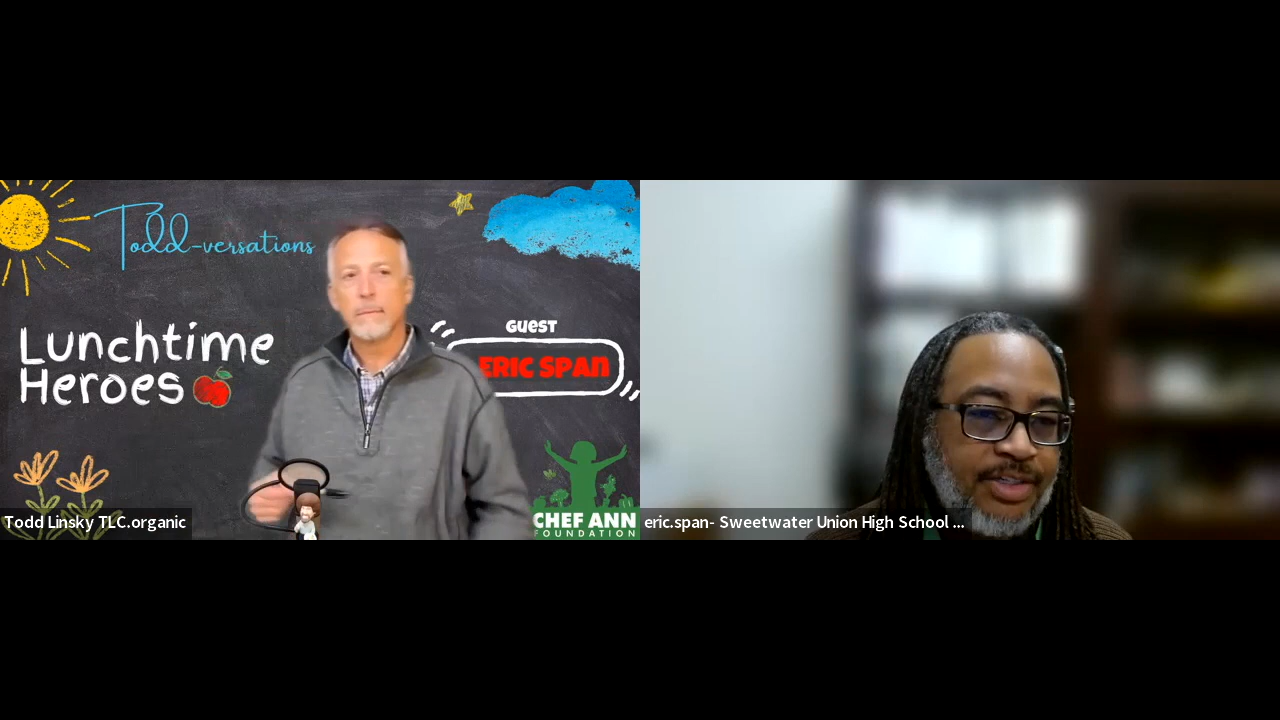 Todd-versations
Lunchtime
Heroes
GUEST
ERIC SPAN
CHEF ANN
FOUNDATION
Todd Linsky TLC.organic
eric.span- Sweetwater Union High School ...